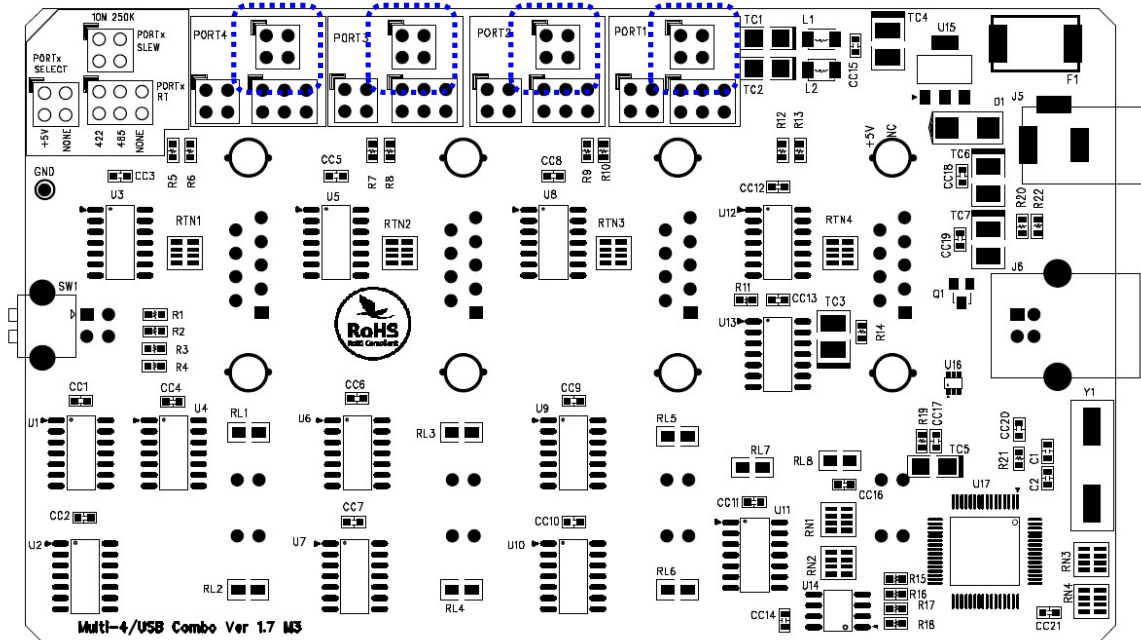 10M 250K
PORTx
SLEW
PORTx
SELECT
PORTx
RT
+5V
NONE
422
485
NONE
PORT4
PORT3
PORT2
PORT1
TC1
TC2
L1
L2
CC15
TC4
U15
F1
J5
D1
+5V
NC
R12
R13
TC6
CC18
R20
R22
TC7
CC19
GND
CC3
R5
R6
U3
RTN1
CC5
R7
R8
U5
RTN2
CC8
R9
R10
U8
RTN3
CC12
U12
RTN4
R11
CC13
U13
TC3
R14
Q1
J6
SW1
R1
R2
R3
R4
RoHS
RoHS Compliant
U16
Y1
CC1
CC4
U1
U4
RL1
CC6
U6
RL3
CC9
U9
RL5
RL7
RL8
R19
CC17
TC5
CC20
R21
C1
C2
U17
CC16
CC2
U2
CC7
U7
CC10
U10
CC11
U11
RN1
RN2
RN3
RN4
RL2
RL4
RL6
U14
CC14
R15
R16
R17
R18
CC21
Multi-4/USB Combo Ver 1.7 M3